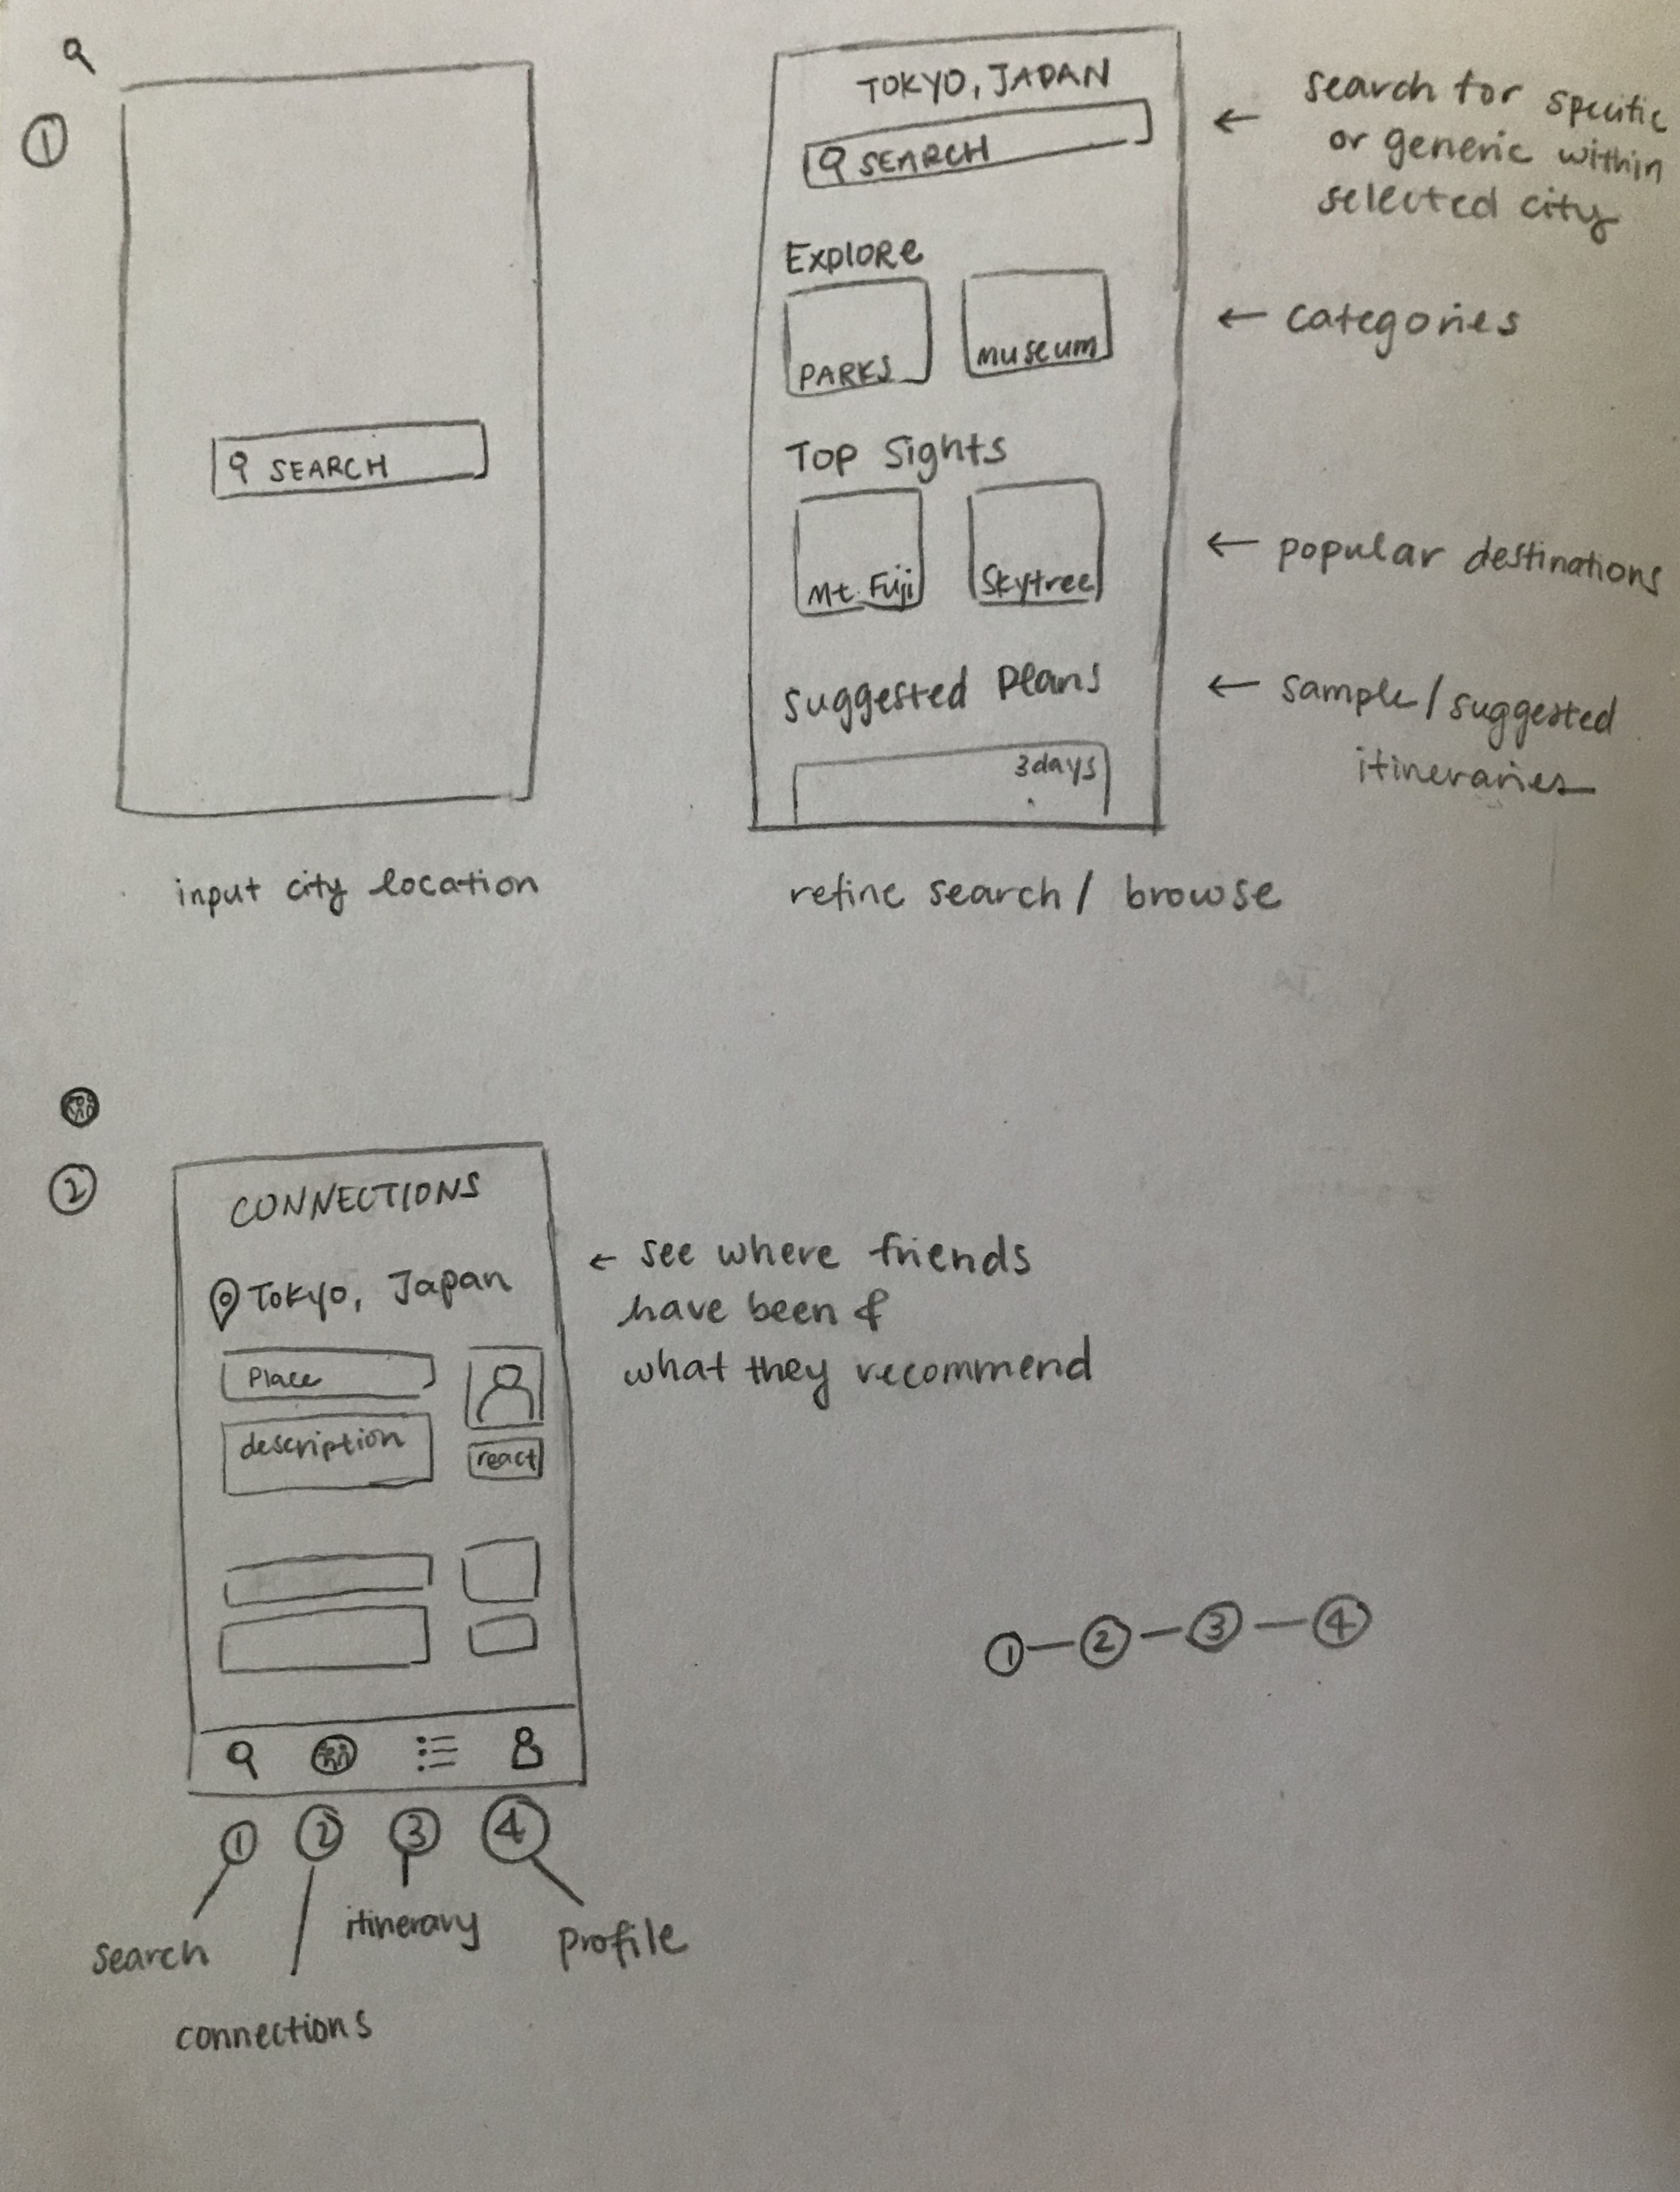 1
SEARCH
input city location
TOKYO, JAPAN
SEARCH
Explore
PARKS
museum
Top Sights
Mt. Fuji
Skytree
Suggested Plans
3days
refine search / browse
← search for specific
or generic within
selected city
← categories
← popular destinations
← sample/suggested
itineraries
2
CONNECTIONS
Tokyo, Japan
Place
description
react
← see where friends
have been &
what they recommend
1 2 3 4
search
connections
itinerary
profile
1—2—3—4